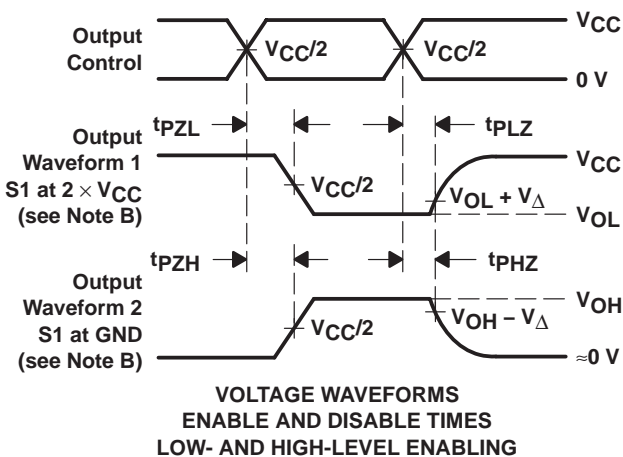 Output
Control
VCC/2
VCC/2
VCC
0 V
tPZL
tPLZ
Output
Waveform 1
S1 at 2 × VCC
(see Note B)
VCC/2
VOL + VΔ
VCC
VOL
tPZH
tPHZ
Output
Waveform 2
S1 at GND
(see Note B)
VCC/2
VOH − VΔ
VOH
≈0 V
VOLTAGE WAVEFORMS
ENABLE AND DISABLE TIMES
LOW- AND HIGH-LEVEL ENABLING